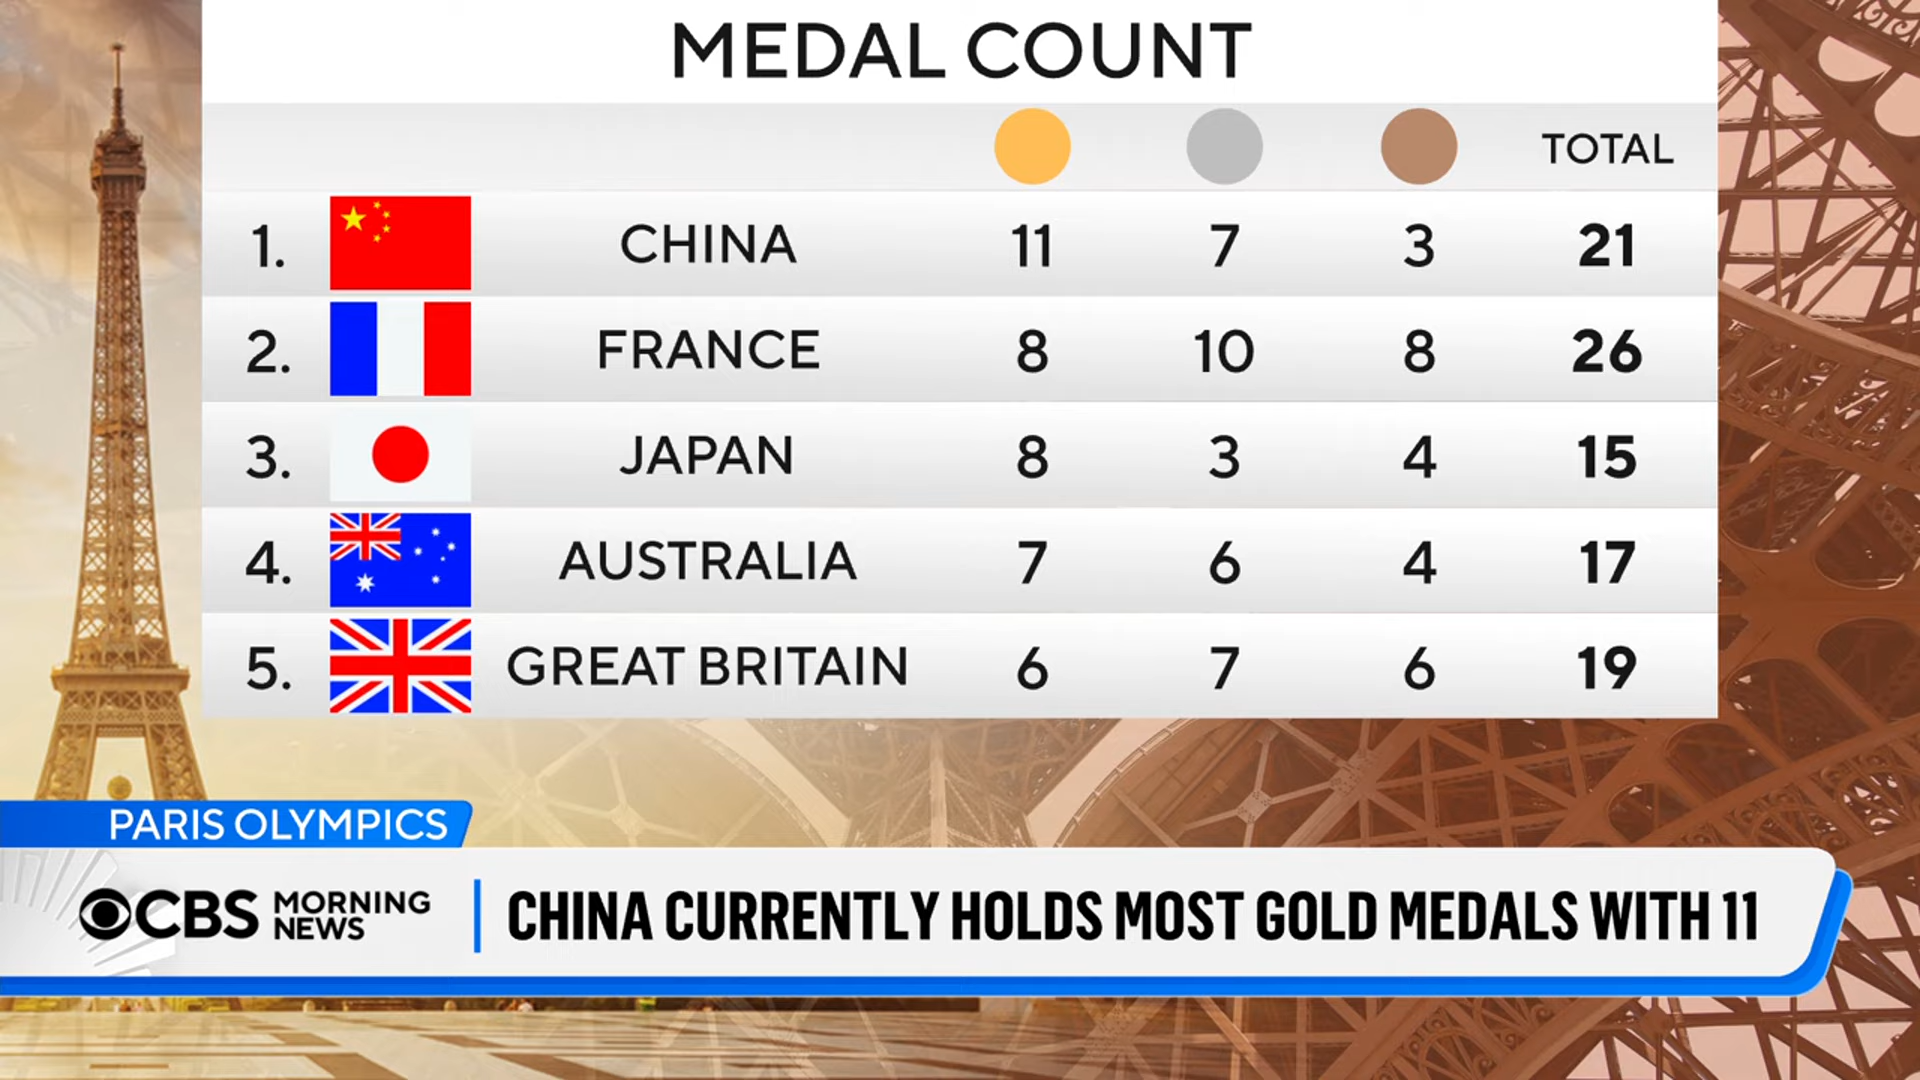 MEDAL COUNT
TOTAL
1. CHINA 11 7 3 21
2. FRANCE 8 10 8 26
3. JAPAN 8 3 4 15
4. AUSTRALIA 7 6 4 17
5. GREAT BRITAIN 6 7 6 19
PARIS OLYMPICS
CBS MORNING NEWS
CHINA CURRENTLY HOLDS MOST GOLD MEDALS WITH 11